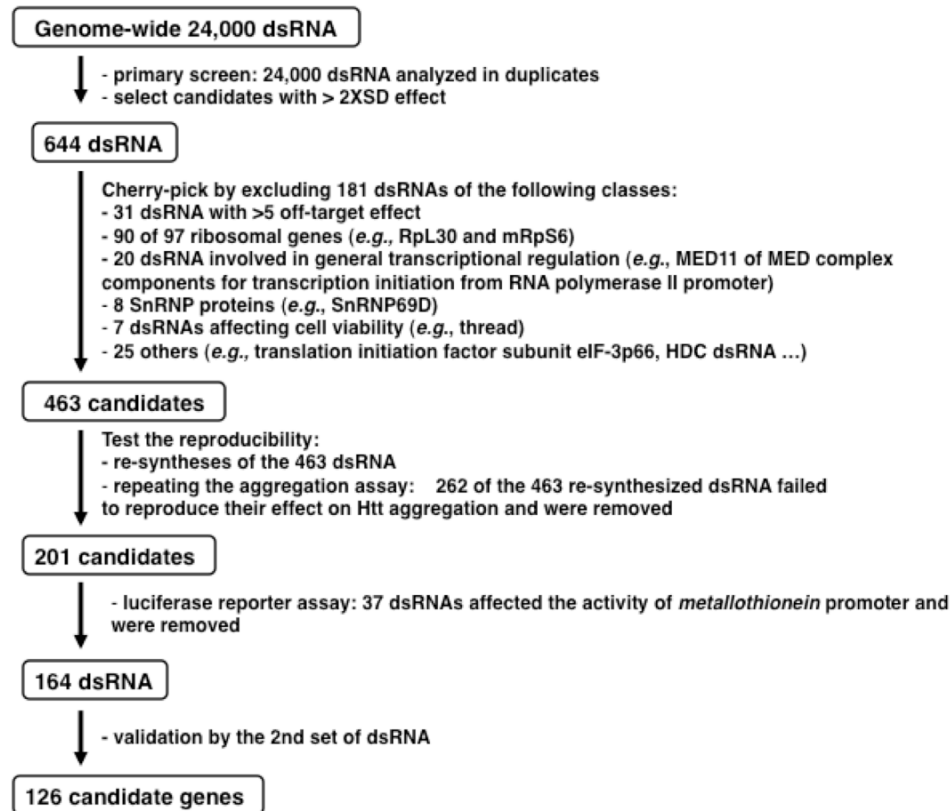 Genome-wide 24,000 dsRNA
- primary screen: 24,000 dsRNA analyzed in duplicates
- select candidates with > 2XSD effect
644 dsRNA
Cherry-pick by excluding 181 dsRNAs of the following classes:
- 31 dsRNA with >5 off-target effect
- 90 of 97 ribosomal genes (e.g., RpL30 and mRpS6)
- 20 dsRNA involved in general transcriptional regulation (e.g., MED11 of MED complex
components for transcription initiation from RNA polymerase II promoter)
- 8 SnRNP proteins (e.g., SnRNP69D)
- 7 dsRNAs affecting cell viability (e.g., thread)
- 25 others (e.g., translation initiation factor subunit eIF-3p66, HDC dsRNA ...)
463 candidates
Test the reproducibility:
- re-syntheses of the 463 dsRNA
- repeating the aggregation assay: 262 of the 463 re-synthesized dsRNA failed
to reproduce their effect on Htt aggregation and were removed
201 candidates
- luciferase reporter assay: 37 dsRNAs affected the activity of metallothionein promoter and
were removed
164 dsRNA
- validation by the 2nd set of dsRNA
126 candidate genes